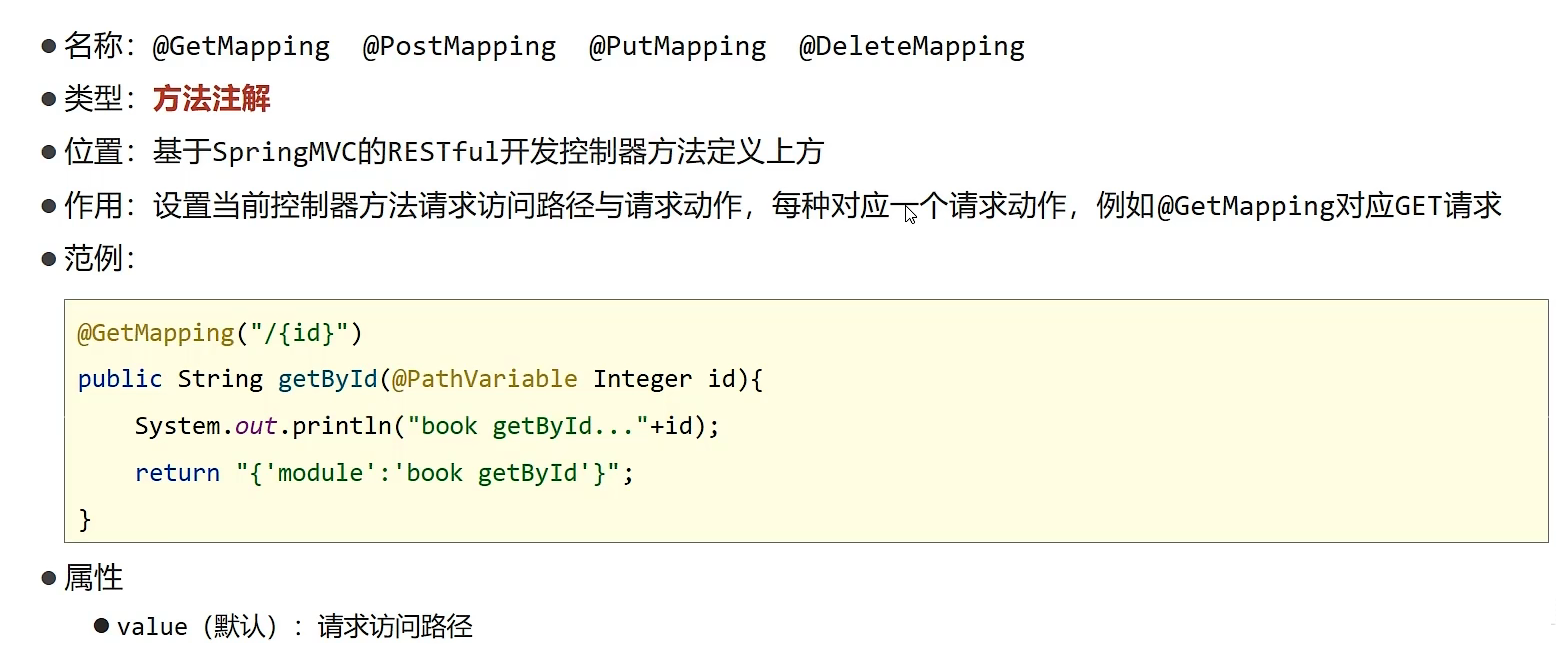 ● 名称：@GetMapping  @PostMapping  @PutMapping  @DeleteMapping
● 类型：方法注解
● 位置：基于SpringMVC的RESTful开发控制器方法定义上方
● 作用：设置当前控制器方法请求访问路径与请求动作，每种对应一个请求动作，例如@GetMapping对应GET请求
● 范例：
@GetMapping("/{id}")
public String getById(@PathVariable Integer id){
    System.out.println("book getById..."+id);
    return "{'module':'book getById'}";
}
● 属性
● value（默认）：请求访问路径